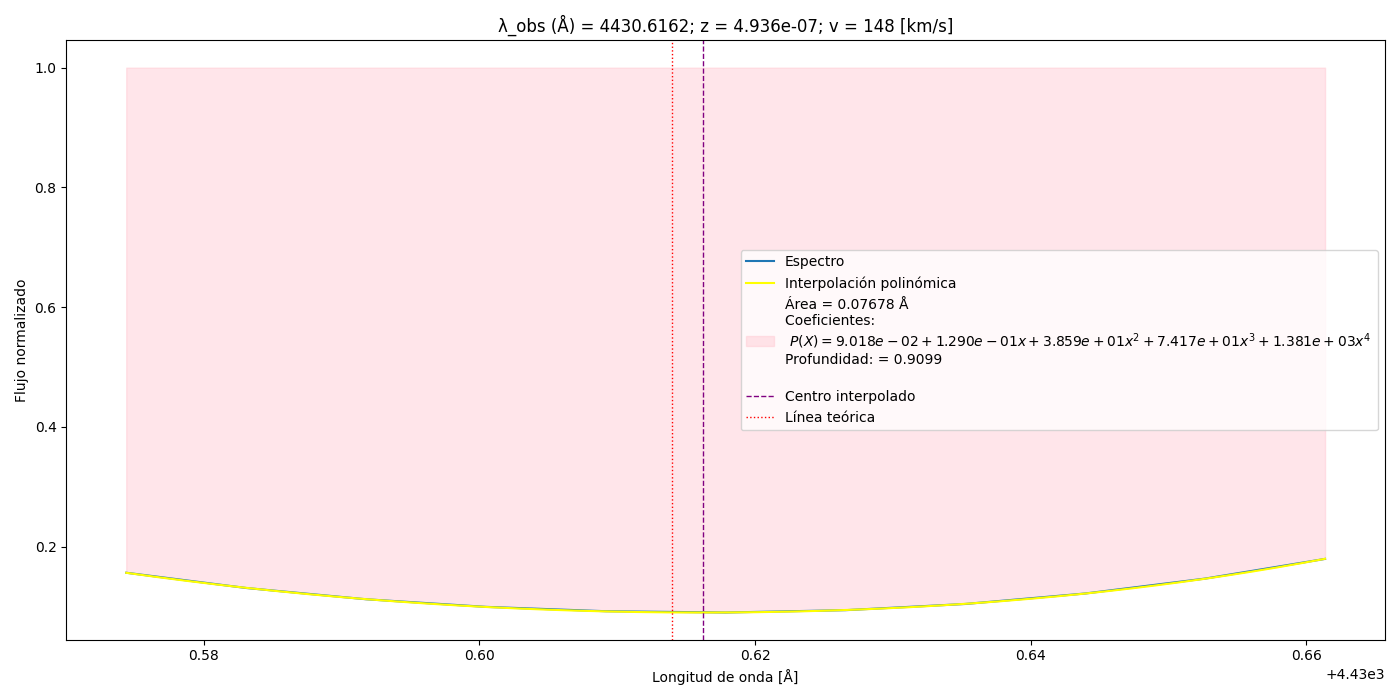 λ_obs (Å) = 4430.6162; z = 4.936e-07; v = 148 [km/s]
1.0
0.8
0.6
0.4
0.2
Flujo normalizado
Espectro
Interpolación polinómica
Área = 0.07678 Å
Coeficientes:
P(X) = 9.018e − 02 + 1.290e − 01x + 3.859e + 01x² + 7.417e + 01x³ + 1.381e + 03x⁴
Profundidad: = 0.9099
Centro interpolado
Línea teórica
0.58
0.60
0.62
0.64
0.66
+4.43e3
Longitud de onda [Å]